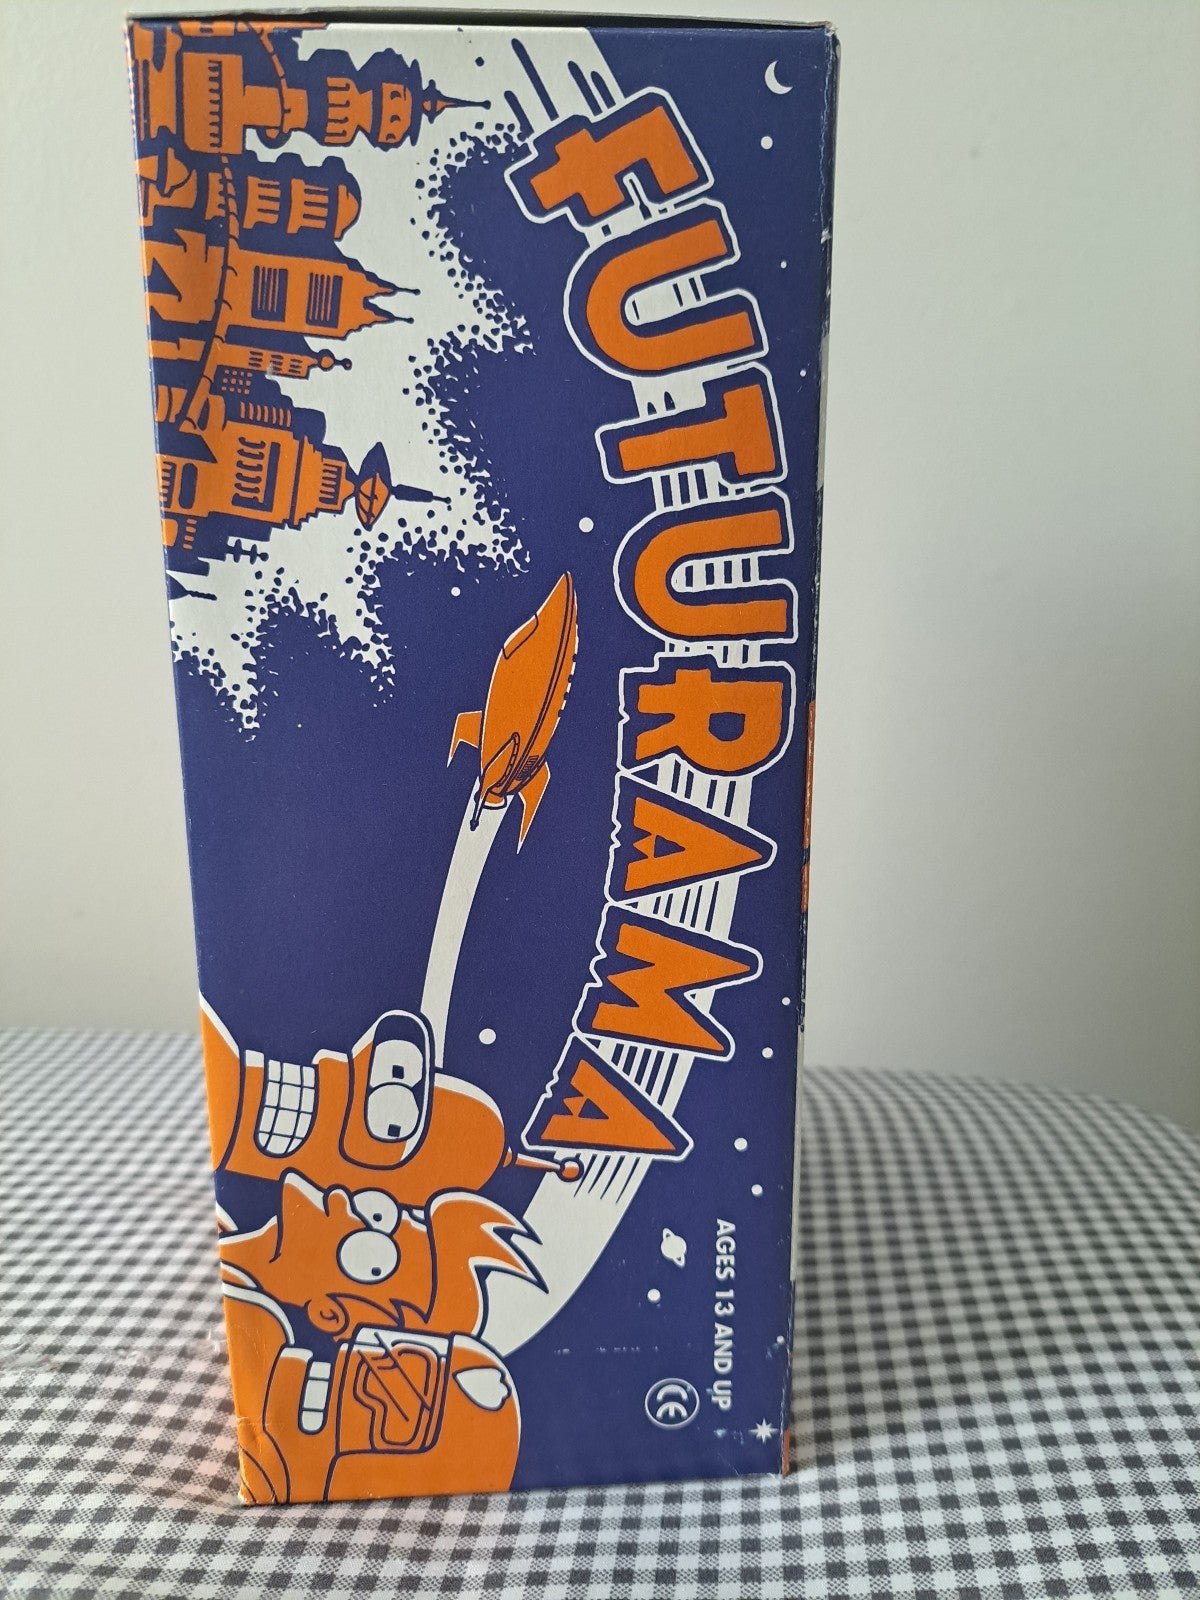 FUTURAMA
AGES 13 AND UP
CE